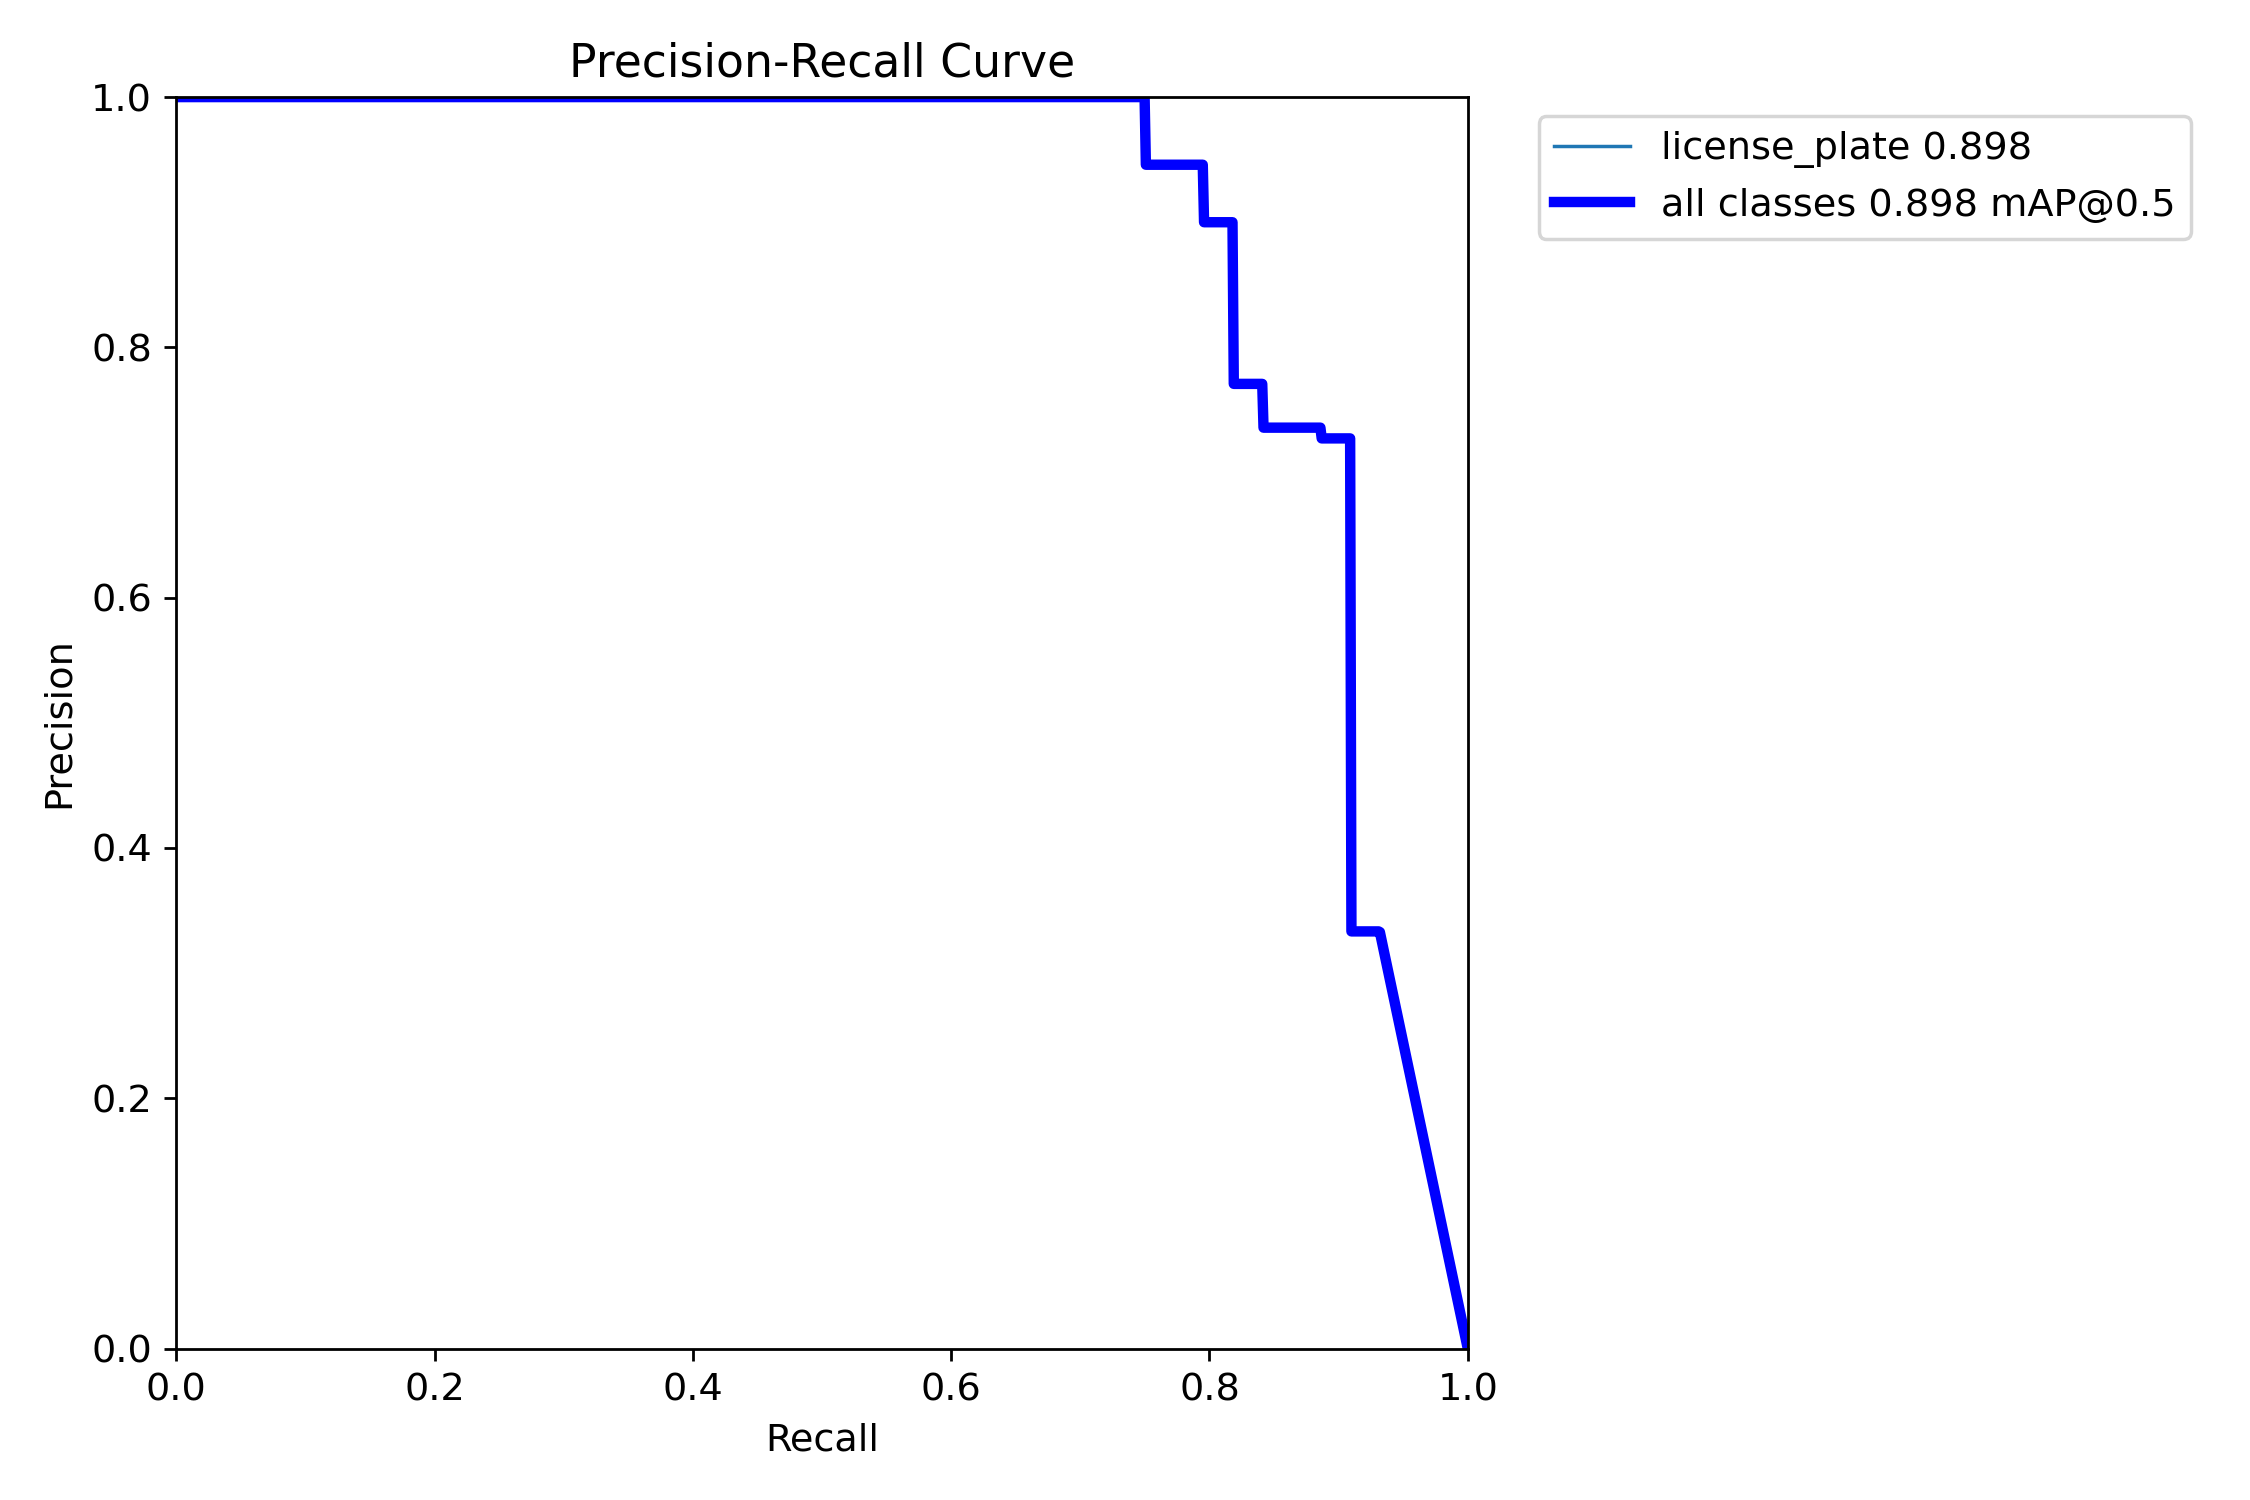 Precision-Recall Curve
license_plate 0.898
all classes 0.898 mAP@0.5
1.0
0.8
0.6
0.4
0.2
0.0
Precision
0.0 0.2 0.4 0.6 0.8 1.0
Recall